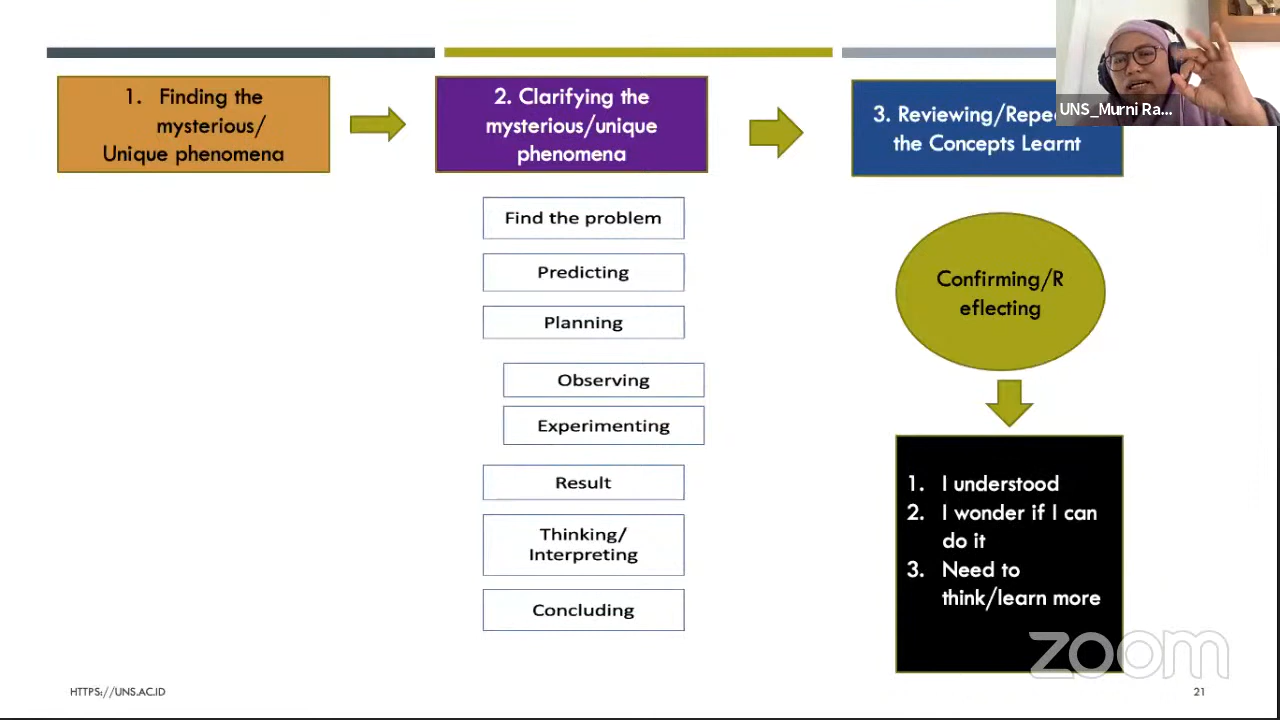 1. Finding the
mysterious/
Unique phenomena
2. Clarifying the
mysterious/unique
phenomena
Find the problem
Predicting
Planning
Observing
Experimenting
Result
Thinking/
Interpreting
Concluding
3. Reviewing/Repe
the Concepts Learnt
Confirming/R
eflecting
1. I understood
2. I wonder if I can
do it
3. Need to
think/learn more
UNS_Murni Ra...
zoom
HTTPS://UNS.AC.ID
21